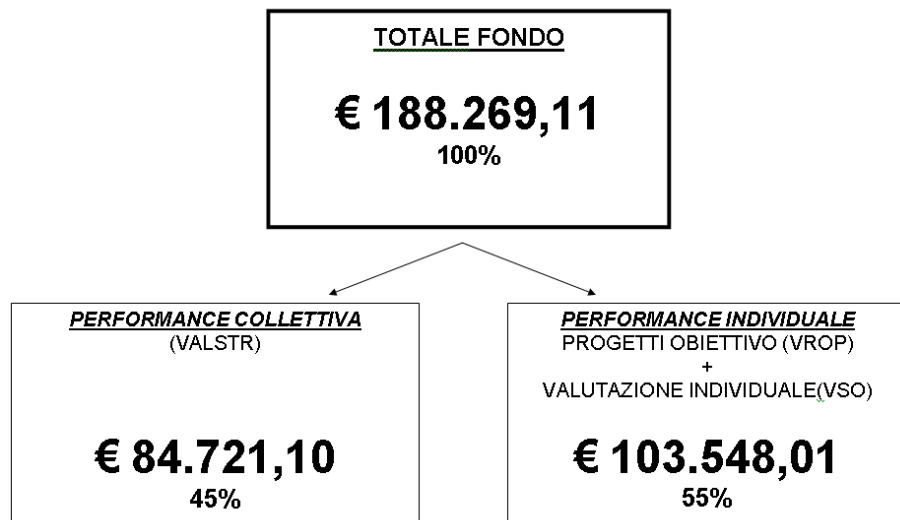 TOTALE FONDO
€ 188.269,11
100%
PERFORMANCE COLLETTIVA
(VALSTR)
€ 84.721,10
45%
PERFORMANCE INDIVIDUALE
PROGETTI OBIETTIVO (VROP)
+
VALUTAZIONE INDIVIDUALE(VSO)
€ 103.548,01
55%